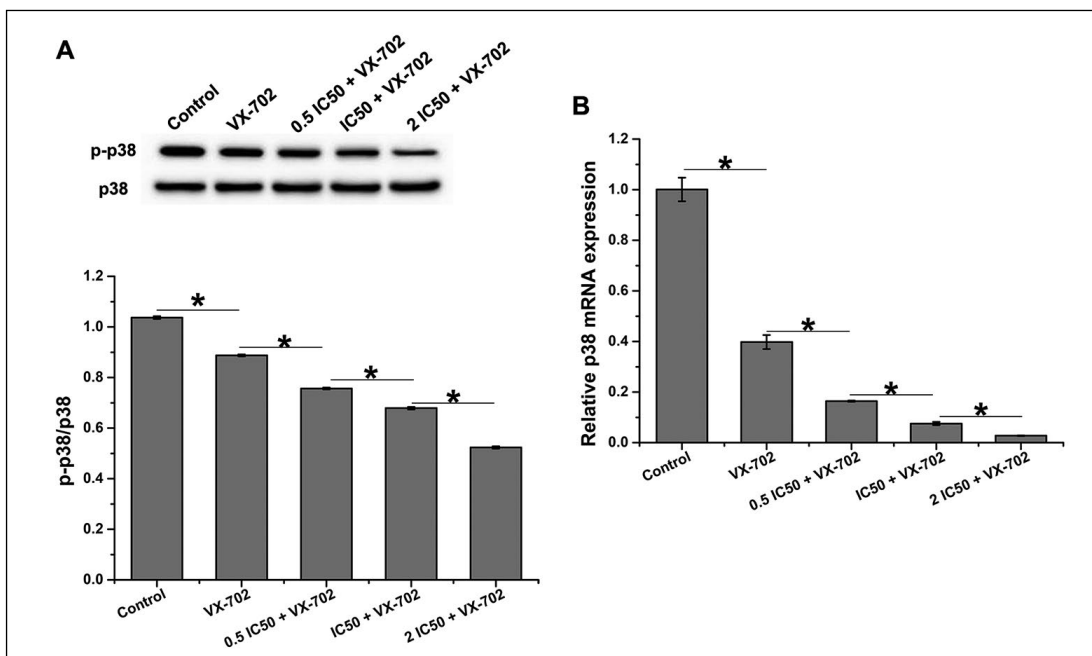 A
Control
VX-702
0.5 IC50 + VX-702
IC50 + VX-702
2 IC50 + VX-702
p-p38
p38
p-p38/p38
1.2
1.0
0.8
0.6
0.4
0.2
0.0
*
*
*
*
Control
VX-702
0.5 IC50 + VX-702
IC50 + VX-702
2 IC50 + VX-702
B
Relative p38 mRNA expression
1.2
1.0
0.8
0.6
0.4
0.2
0.0
*
*
*
*
Control
VX-702
0.5 IC50 + VX-702
IC50 + VX-702
2 IC50 + VX-702